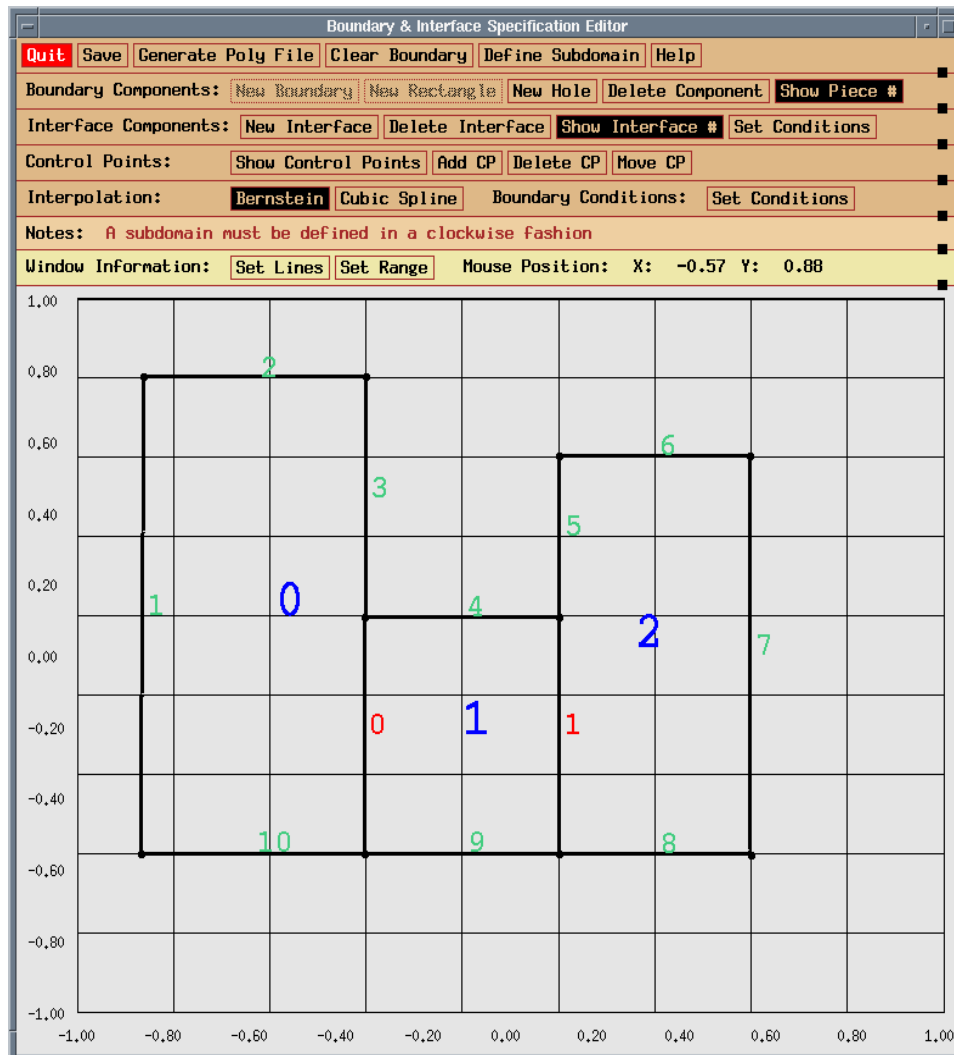 Boundary & Interface Specification Editor
Quit Save Generate Poly File Clear Boundary Define Subdomain Help
Boundary Components: New Boundary New Rectangle New Hole Delete Component Show Piece #
Interface Components: New Interface Delete Interface Show Interface # Set Conditions
Control Points: Show Control Points Add CP Delete CP Move CP
Interpolation: Bernstein Cubic Spline Boundary Conditions: Set Conditions
Notes: A subdomain must be defined in a clockwise fashion
Window Information: Set Lines Set Range Mouse Position: X: -0.57 Y: 0.88
1.00
2
0.80
6
0.60
3
0.40
5
0.20
0
1
4
2
7
0.00
0
1
1
-0.20
-0.40
10
9
8
-0.60
-0.80
-1.00
-1.00 -0.80 -0.60 -0.40 -0.20 0.00 0.20 0.40 0.60 0.80 1.00